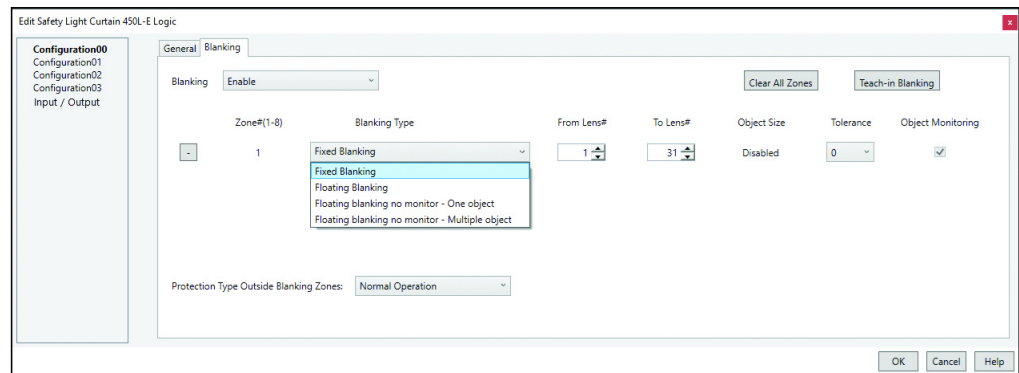 Edit Safety Light Curtain 450L-E Logic
x
Configuration00
Configuration01
Configuration02
Configuration03
Input / Output
General Blanking
Blanking Enable Clear All Zones Teach-in Blanking
Zone#(1-8) Blanking Type From Lens# To Lens# Object Size Tolerance Object Monitoring
- 1 Fixed Blanking 1 31 Disabled 0
Fixed Blanking
Floating Blanking
Floating blanking no monitor - One object
Floating blanking no monitor - Multiple object
Protection Type Outside Blanking Zones: Normal Operation
OK Cancel Help